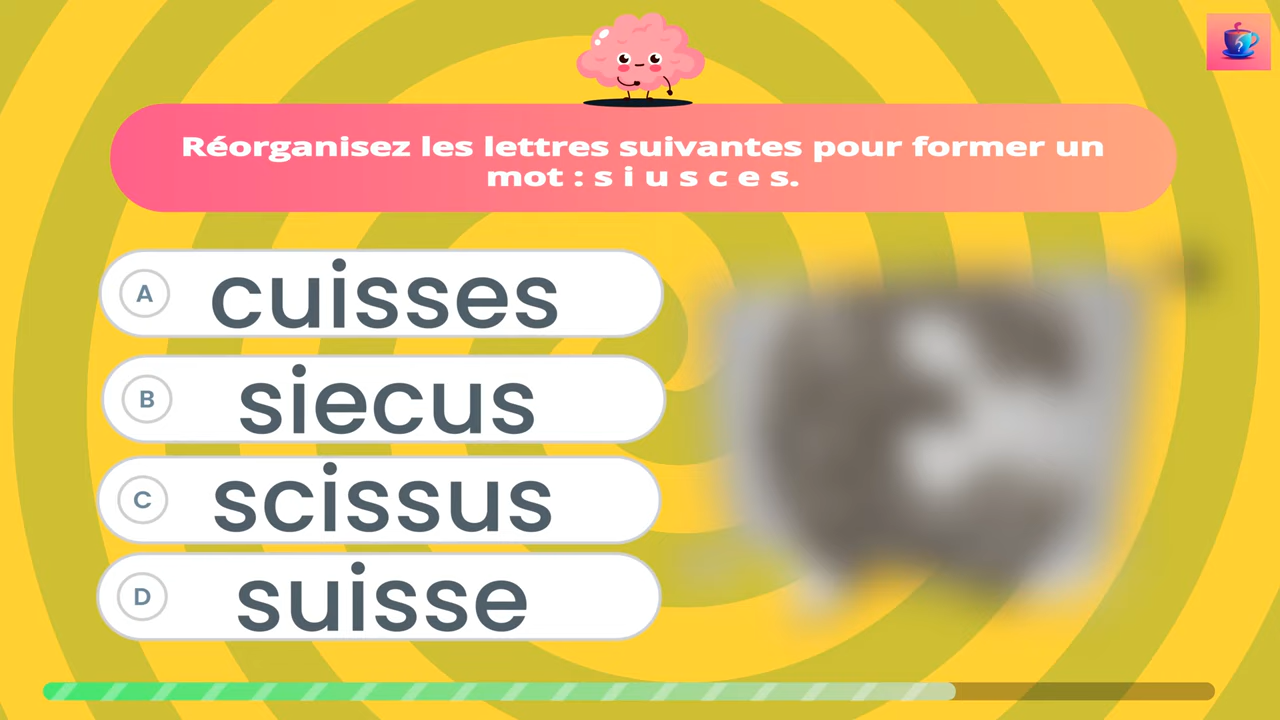 Réorganisez les lettres suivantes pour former un
mot : s i u s c e s.
A cuisses
B siecus
C scissus
D suisse